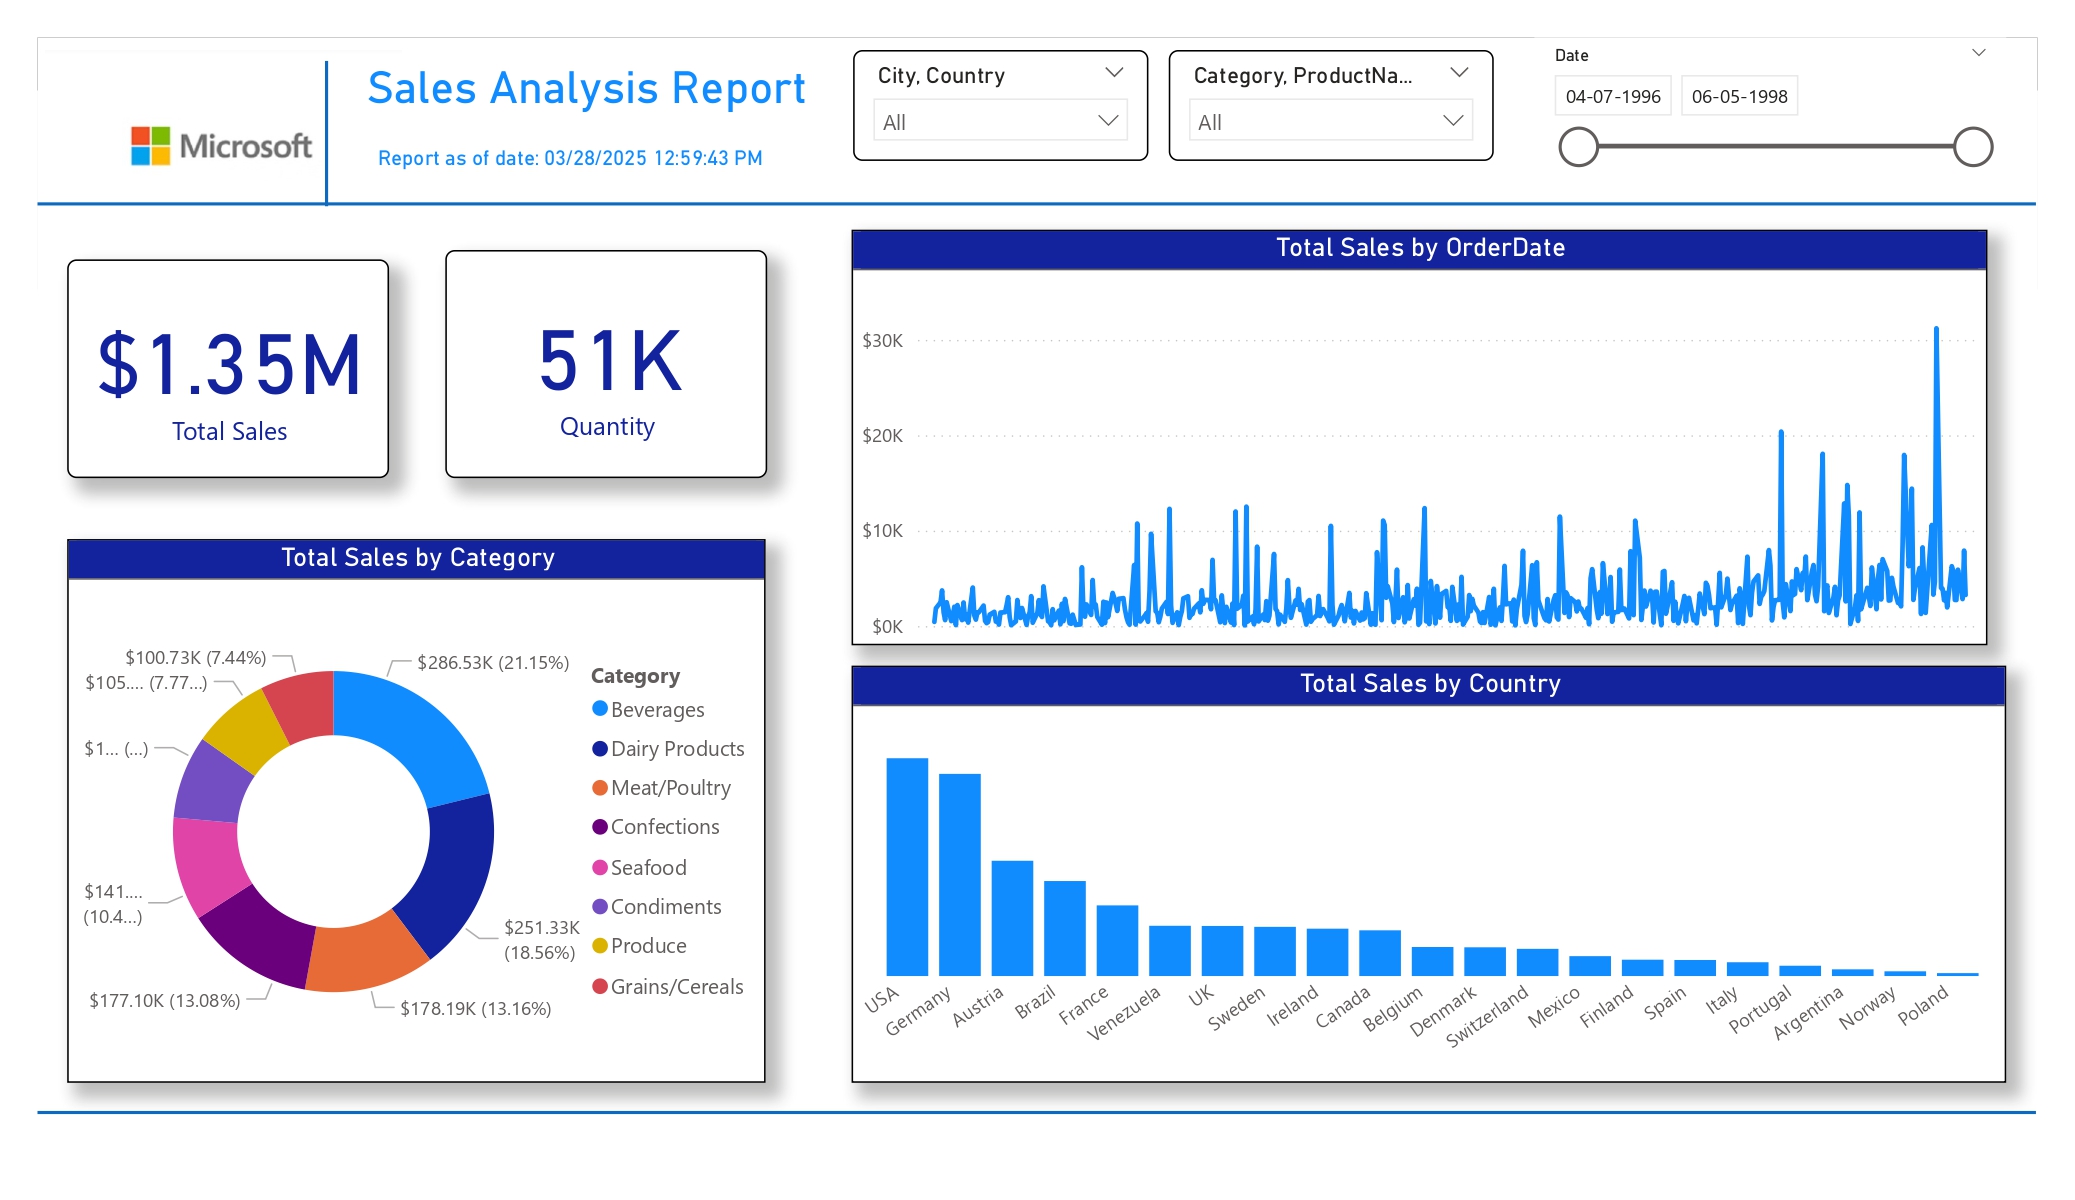 Microsoft
Sales Analysis Report
Report as of date: 03/28/2025 12:59:43 PM
City, Country
All
Category, ProductNa...
All
Date
04-07-1996
06-05-1998
$1.35M
Total Sales
51K
Quantity
Total Sales by OrderDate
$30K
$20K
$10K
$0K
Total Sales by Category
$100.73K (7.44%)
$286.53K (21.15%)
$105.... (7.77...)
$1... (...)
$141....
(10.4...)
$251.33K
(18.56%)
$177.10K (13.08%)
$178.19K (13.16%)
Category
Beverages
Dairy Products
Meat/Poultry
Confections
Seafood
Condiments
Produce
Grains/Cereals
Total Sales by Country
USA
Germany
Austria
Brazil
France
Venezuela
UK
Sweden
Ireland
Canada
Belgium
Denmark
Switzerland
Mexico
Finland
Spain
Italy
Portugal
Argentina
Norway
Poland